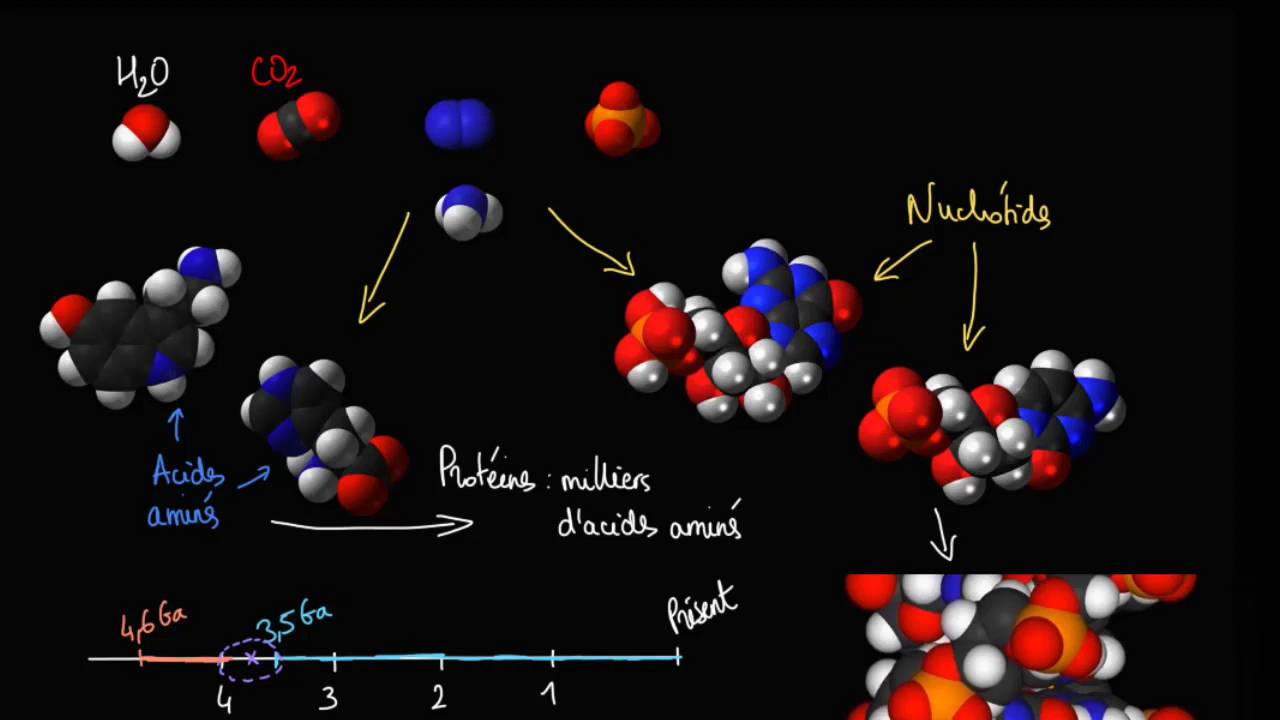 H₂O
CO₂
Nucléotide
Acides
aminés
Protéines : milliers
d'acides aminé
4,6 Ga
3,5 Ga
Présent
4
3
2
1